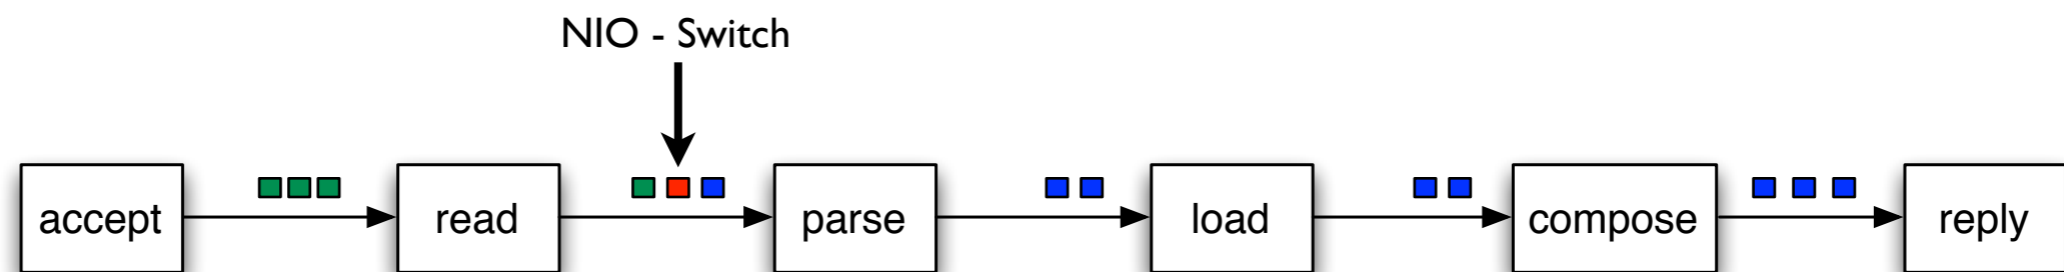 NIO - Switch
accept
read
parse
load
compose
reply